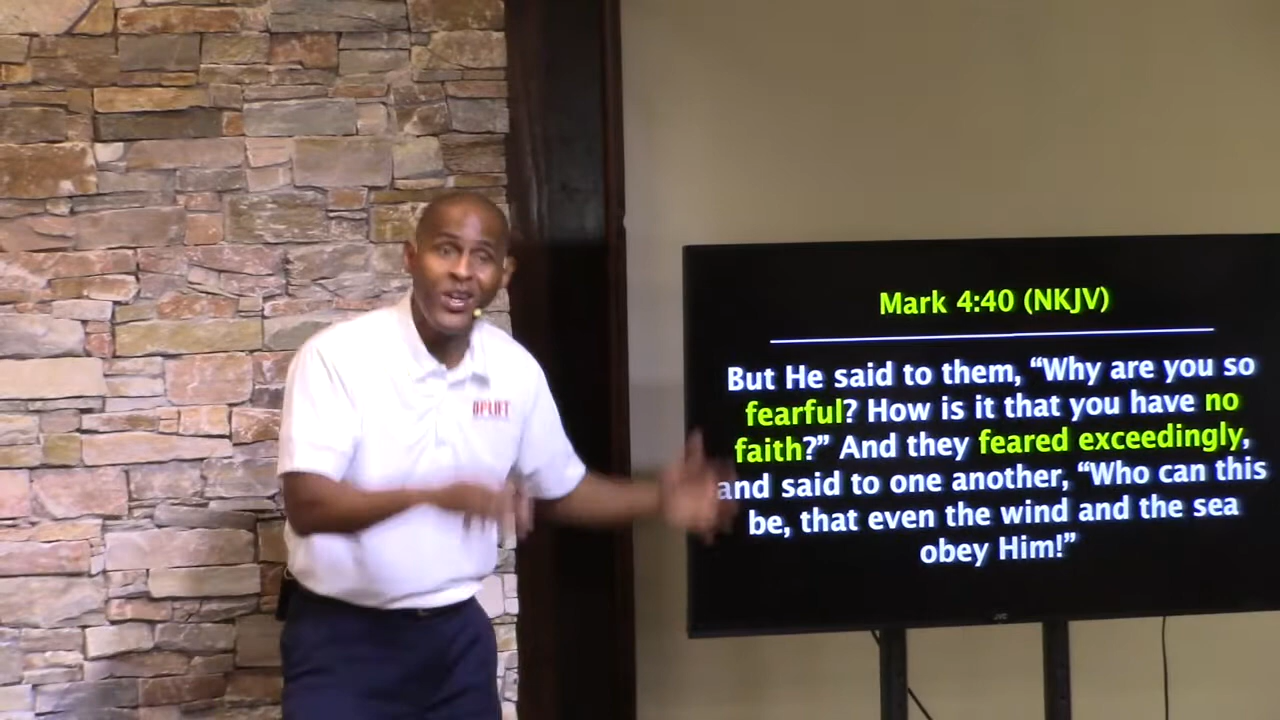 UPLIFT
Mark 4:40 (NKJV)
But He said to them, “Why are you so
fearful? How is it that you have no
faith?” And they feared exceedingly,
and said to one another, “Who can this
be, that even the wind and the sea
obey Him!”
JVC